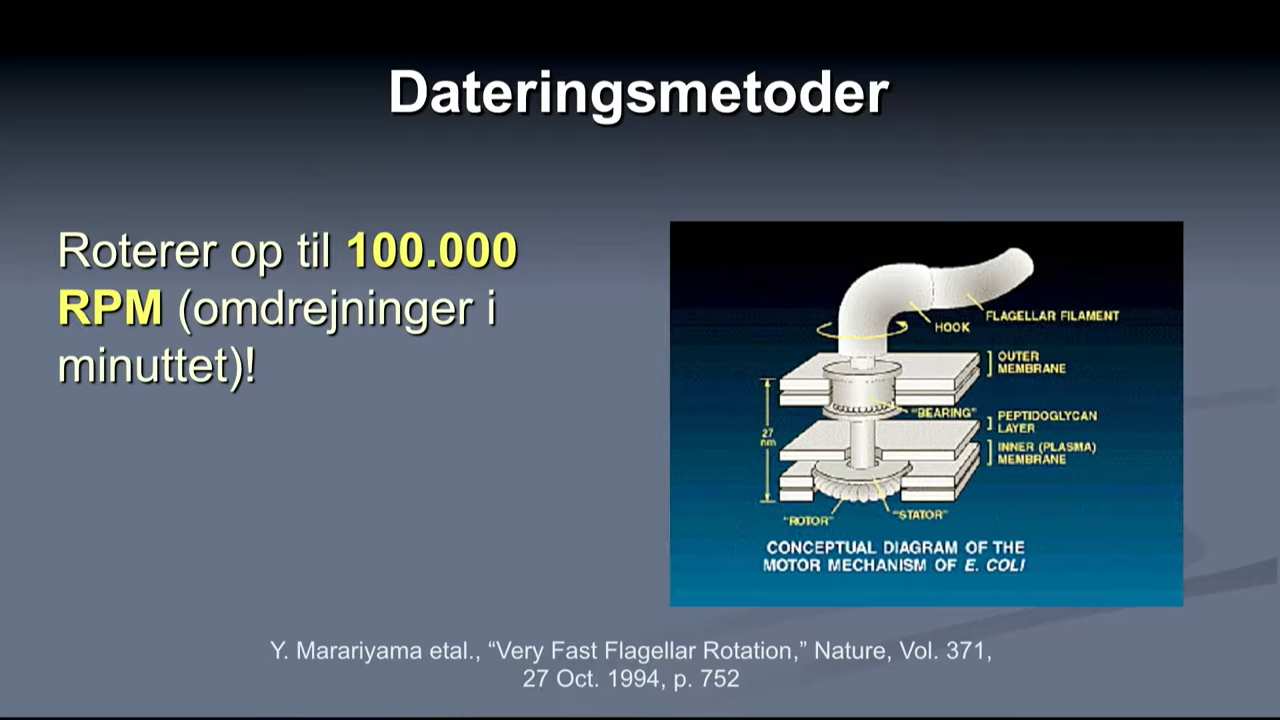 Dateringsmetoder
Roterer op til 100.000
RPM (omdrejninger i
minuttet)!
HOOK
FLAGELLAR FILAMENT
OUTER
MEMBRANE
"BEARING"
PEPTIDOGLYCAN
LAYER
27
nm
INNER (PLASMA)
MEMBRANE
"ROTOR"
"STATOR"
CONCEPTUAL DIAGRAM OF THE
MOTOR MECHANISM OF E. COLI
Y. Marariyama etal., “Very Fast Flagellar Rotation,” Nature, Vol. 371,
27 Oct. 1994, p. 752